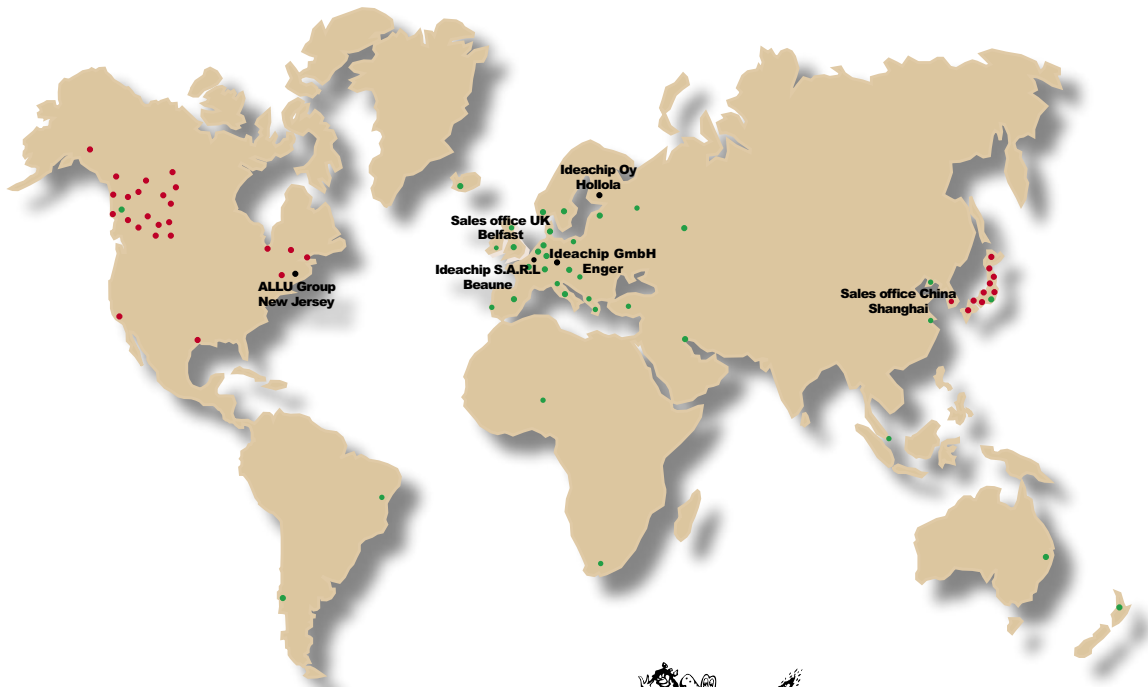 Ideachip Oy
Hollola
Sales office UK
Belfast
Ideachip GmbH
Enger
Ideachip S.A.R.L
Beaune
ALLU Group
New Jersey
Sales office China
Shanghai